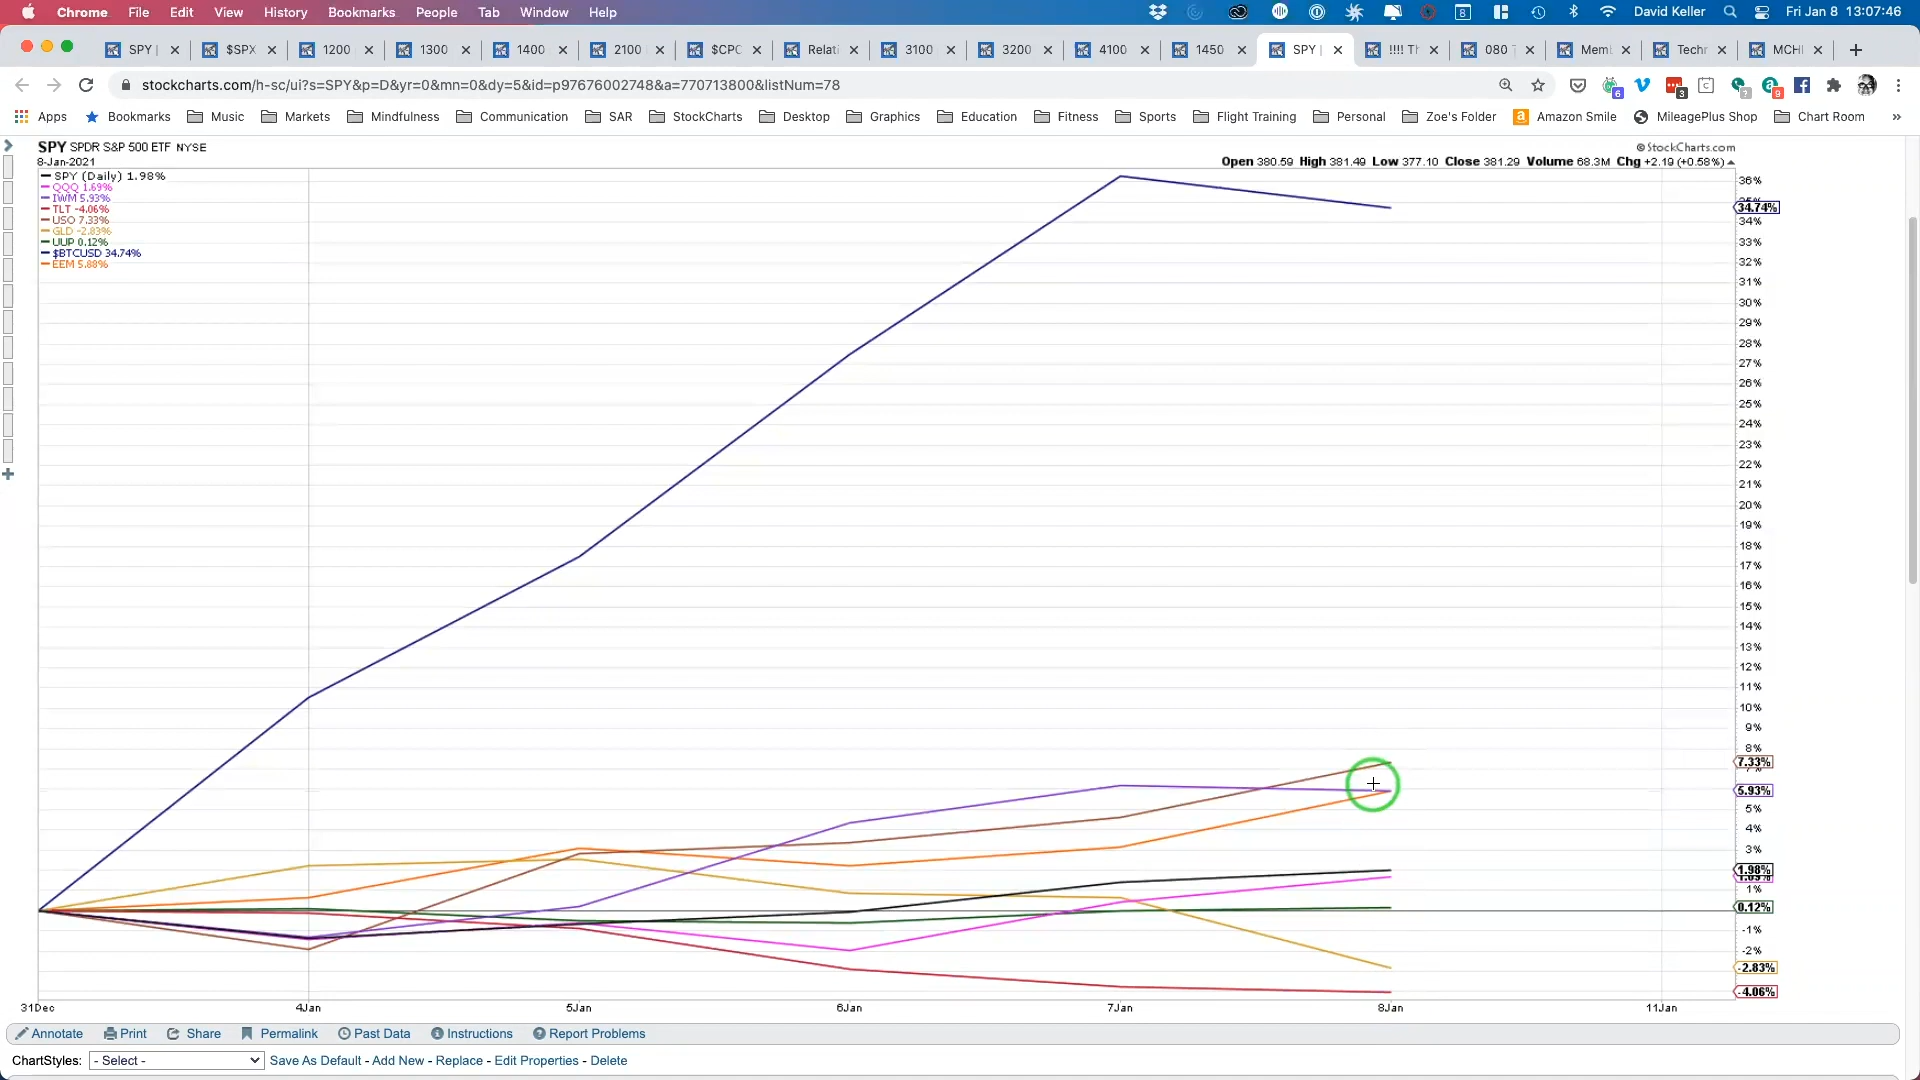 Chrome File Edit View History Bookmarks People Tab Window Help David Keller Fri Jan 8 13:07:46
SPY | $SPX 1200 1300 1400 2100 $CPC Relati 3100 3200 4100 1450 SPY | !!!! Th 080 Memb Techn MCHI
stockcharts.com/h-sc/ui?s=SPY&p=D&yr=0&mn=0&dy=5&id=p97676002748&a=770713800&listNum=78
Apps Bookmarks Music Markets Mindfulness Communication SAR StockCharts Desktop Graphics Education Fitness Sports Flight Training Personal Zoe's Folder Amazon Smile MileagePlus Shop Chart Room »
SPY SPDR S&P 500 ETF NYSE
© StockCharts.com
8-Jan-2021
Open 380.59 High 381.49 Low 377.10 Close 381.29 Volume 68.3M Chg +2.19 (+0.58%)
SPY (Daily) 1.98%
QQQ 1.69%
IWM 5.93%
TLT -4.06%
USO 7.33%
GLD -2.83%
UUP 0.12%
$BTCUSD 34.74%
EEM 5.88%
36%
34.74%
34%
33%
32%
31%
30%
29%
28%
27%
26%
25%
24%
23%
22%
21%
20%
19%
18%
17%
16%
15%
14%
13%
12%
11%
10%
9%
8%
7.33%
5.93%
5%
4%
3%
1.98%
1%
0.12%
-1%
-2%
-2.83%
-4.06%
31Dec 4Jan 5Jan 6Jan 7Jan 8Jan 11Jan
Annotate Print Share Permalink Past Data Instructions Report Problems
ChartStyles: - Select - Save As Default - Add New - Replace - Edit Properties - Delete